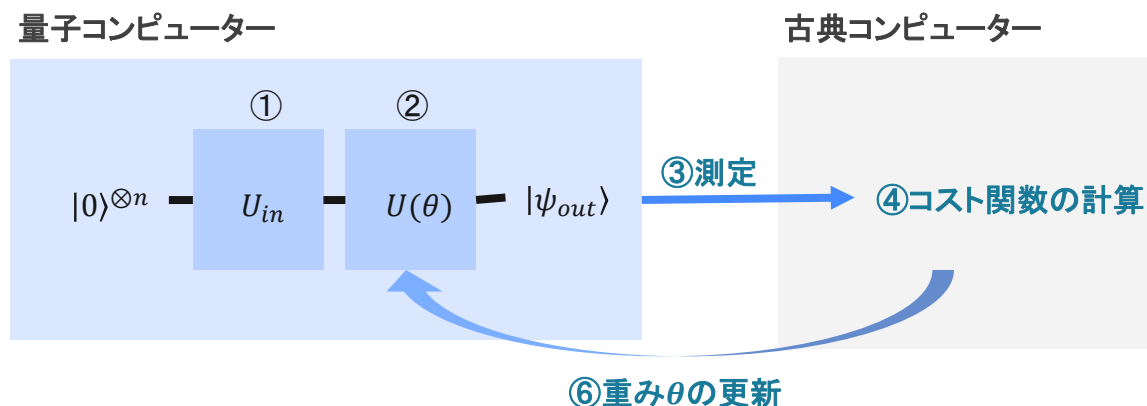 量子コンピューター
古典コンピューター
① ②
|0⟩⊗n U_in U(θ) |ψ_out⟩
③測定
④コスト関数の計算
⑥重みθの更新